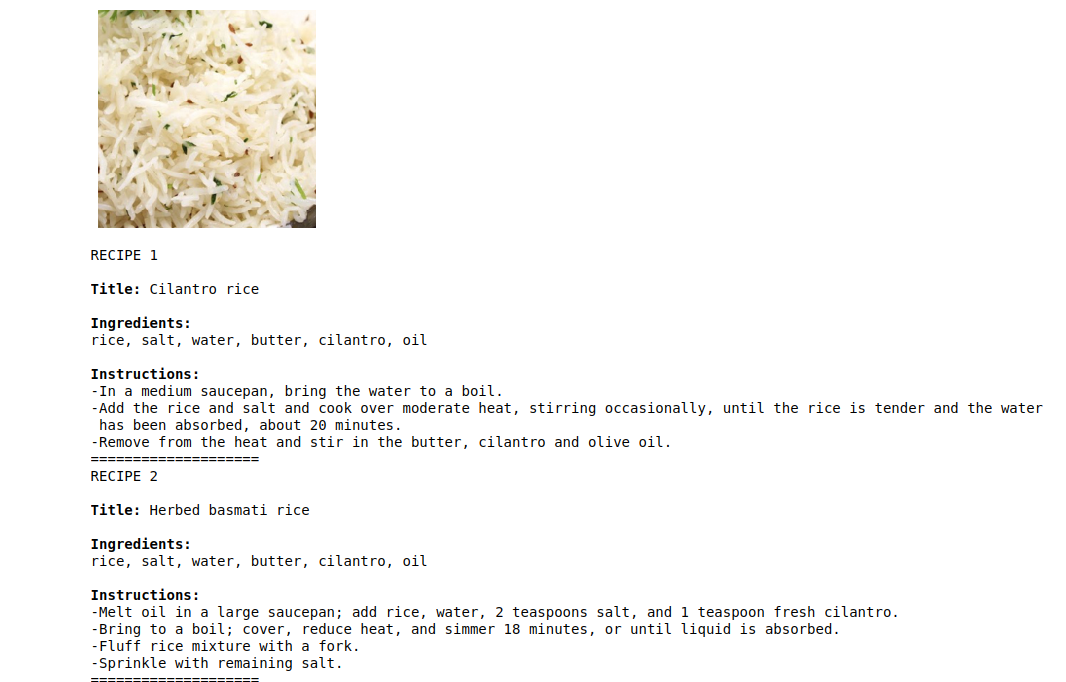 RECIPE 1
Title: Cilantro rice
Ingredients:
rice, salt, water, butter, cilantro, oil
Instructions:
-In a medium saucepan, bring the water to a boil.
-Add the rice and salt and cook over moderate heat, stirring occasionally, until the rice is tender and the water
has been absorbed, about 20 minutes.
-Remove from the heat and stir in the butter, cilantro and olive oil.
====================
RECIPE 2
Title: Herbed basmati rice
Ingredients:
rice, salt, water, butter, cilantro, oil
Instructions:
-Melt oil in a large saucepan; add rice, water, 2 teaspoons salt, and 1 teaspoon fresh cilantro.
-Bring to a boil; cover, reduce heat, and simmer 18 minutes, or until liquid is absorbed.
-Fluff rice mixture with a fork.
-Sprinkle with remaining salt.
====================